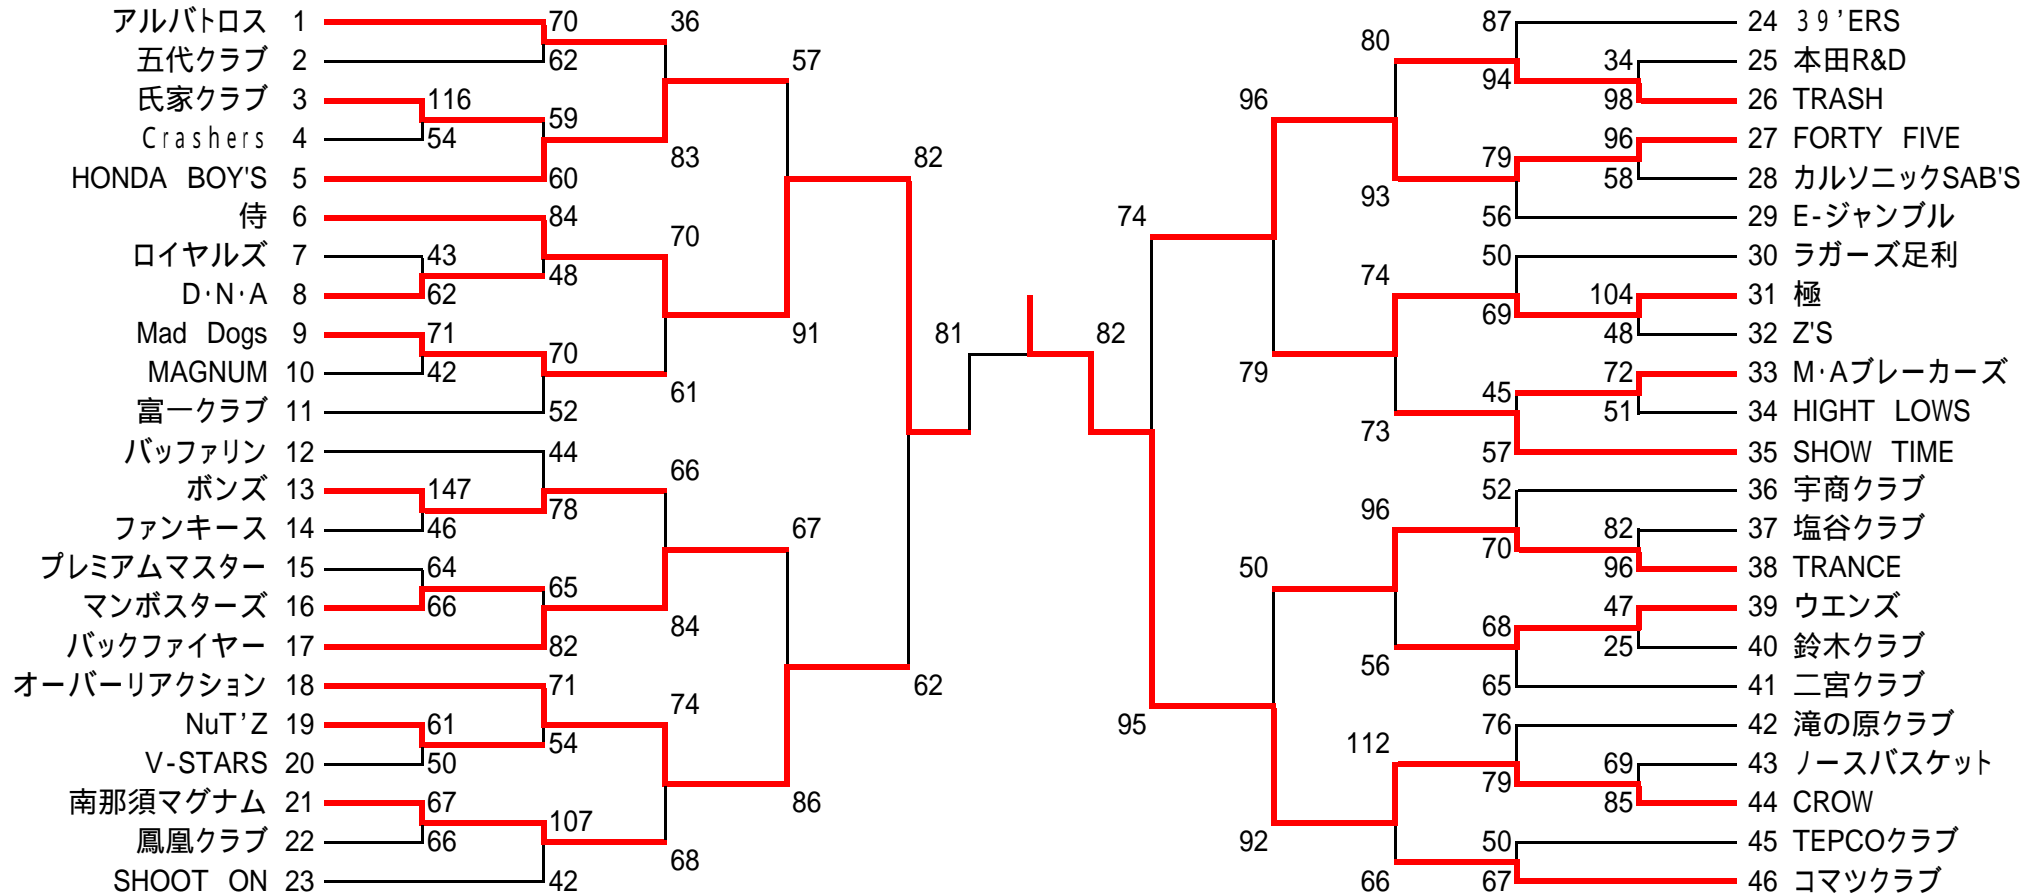 アルバトロス 1 70 36 87 24 39'ERS
80
五代クラブ 2 62 57 34 25 本田R&D
94
氏家クラブ 3 116 96 98 26 TRASH
59
Crashers 4 54 96 27 FORTY FIVE
83 82 79
HONDA BOY'S 5 60 93 58 28 カルソニックSAB'S
侍 6 84 74 56 29 E-ジャンブル
70
ロイヤルズ 7 43 50 30 ラガーズ足利
48 74
D・N・A 8 62 104 31 極
69
Mad Dogs 9 71 91 81 82 48 32 Z'S
70
MAGNUM 10 42 79 72 33 M・Aブレーカーズ
61 45
富一クラブ 11 52 51 34 HIGHT LOWS
73
バッファリン 12 44 57 35 SHOW TIME
66
ボンズ 13 147 52 36 宇商クラブ
78 96
ファンキース 14 46 67 82 37 塩谷クラブ
70
プレミアムマスター 15 64 50 96 38 TRANCE
65
マンボスターズ 16 66 47 39 ウエンズ
84 68
バックファイヤー 17 82 25 40 鈴木クラブ
56
オーバーリアクション 18 71 62 65 41 二宮クラブ
74
NuT'Z 19 61 95 76 42 滝の原クラブ
54 112
V-STARS 20 50 69 43 ノースバスケット
79
南那須マグナム 21 67 86 85 44 CROW
107
鳳凰クラブ 22 66 92 50 45 TEPCOクラブ
68
SHOOT ON 23 42 66 67 46 コマツクラブ